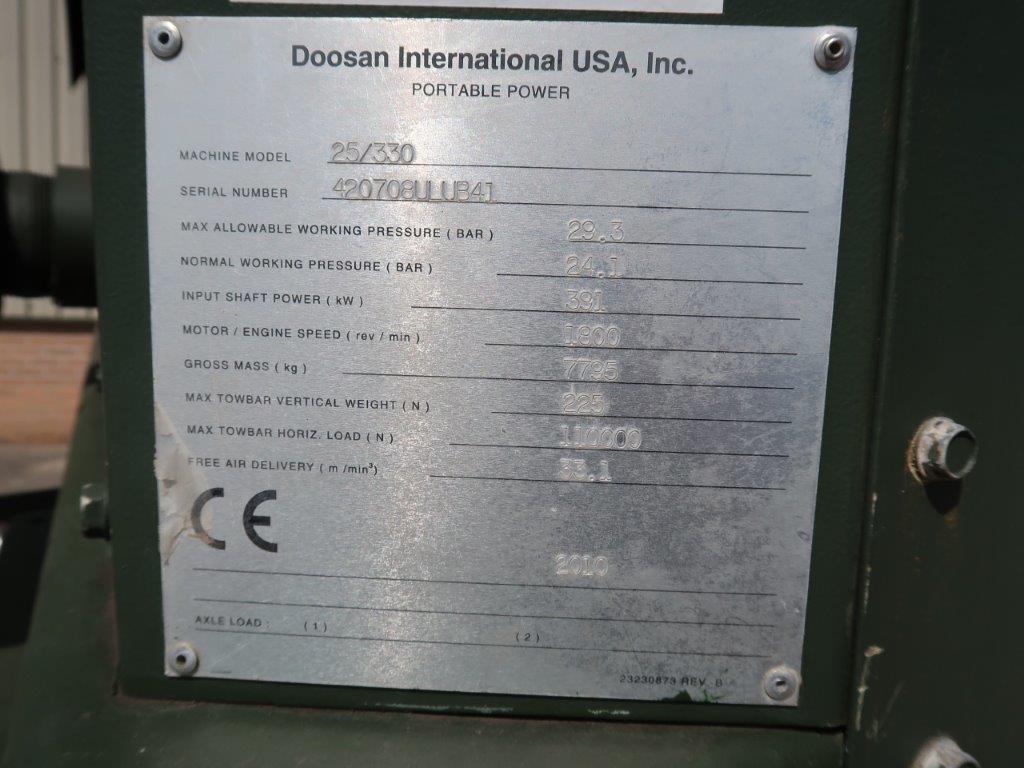 Doosan International USA, Inc.
PORTABLE POWER
MACHINE MODEL 25/330
SERIAL NUMBER 420708ULUB41
MAX ALLOWABLE WORKING PRESSURE ( BAR ) 29.3
NORMAL WORKING PRESSURE ( BAR ) 24.1
INPUT SHAFT POWER ( kW ) 391
MOTOR / ENGINE SPEED ( rev / min ) 1800
GROSS MASS ( kg ) 7795
MAX TOWBAR VERTICAL WEIGHT ( N ) 225
MAX TOWBAR HORIZ. LOAD ( N ) 110000
FREE AIR DELIVERY ( m /min³) 33.1
CE
2010
AXLE LOAD : ( 1 ) ( 2 )
23230873 REV B